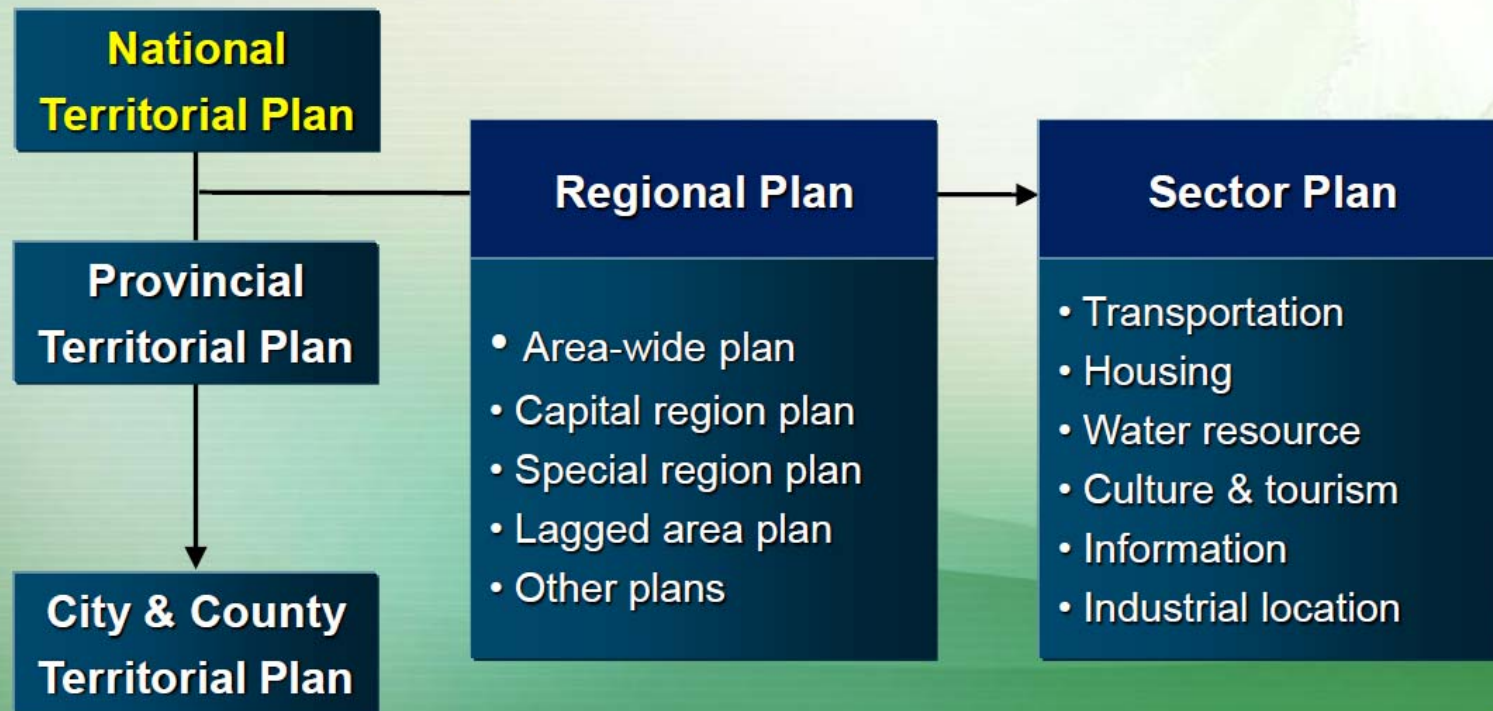 National
Territorial Plan
Provincial
Territorial Plan
City & County
Territorial Plan
Regional Plan
• Area-wide plan
• Capital region plan
• Special region plan
• Lagged area plan
• Other plans
Sector Plan
• Transportation
• Housing
• Water resource
• Culture & tourism
• Information
• Industrial location